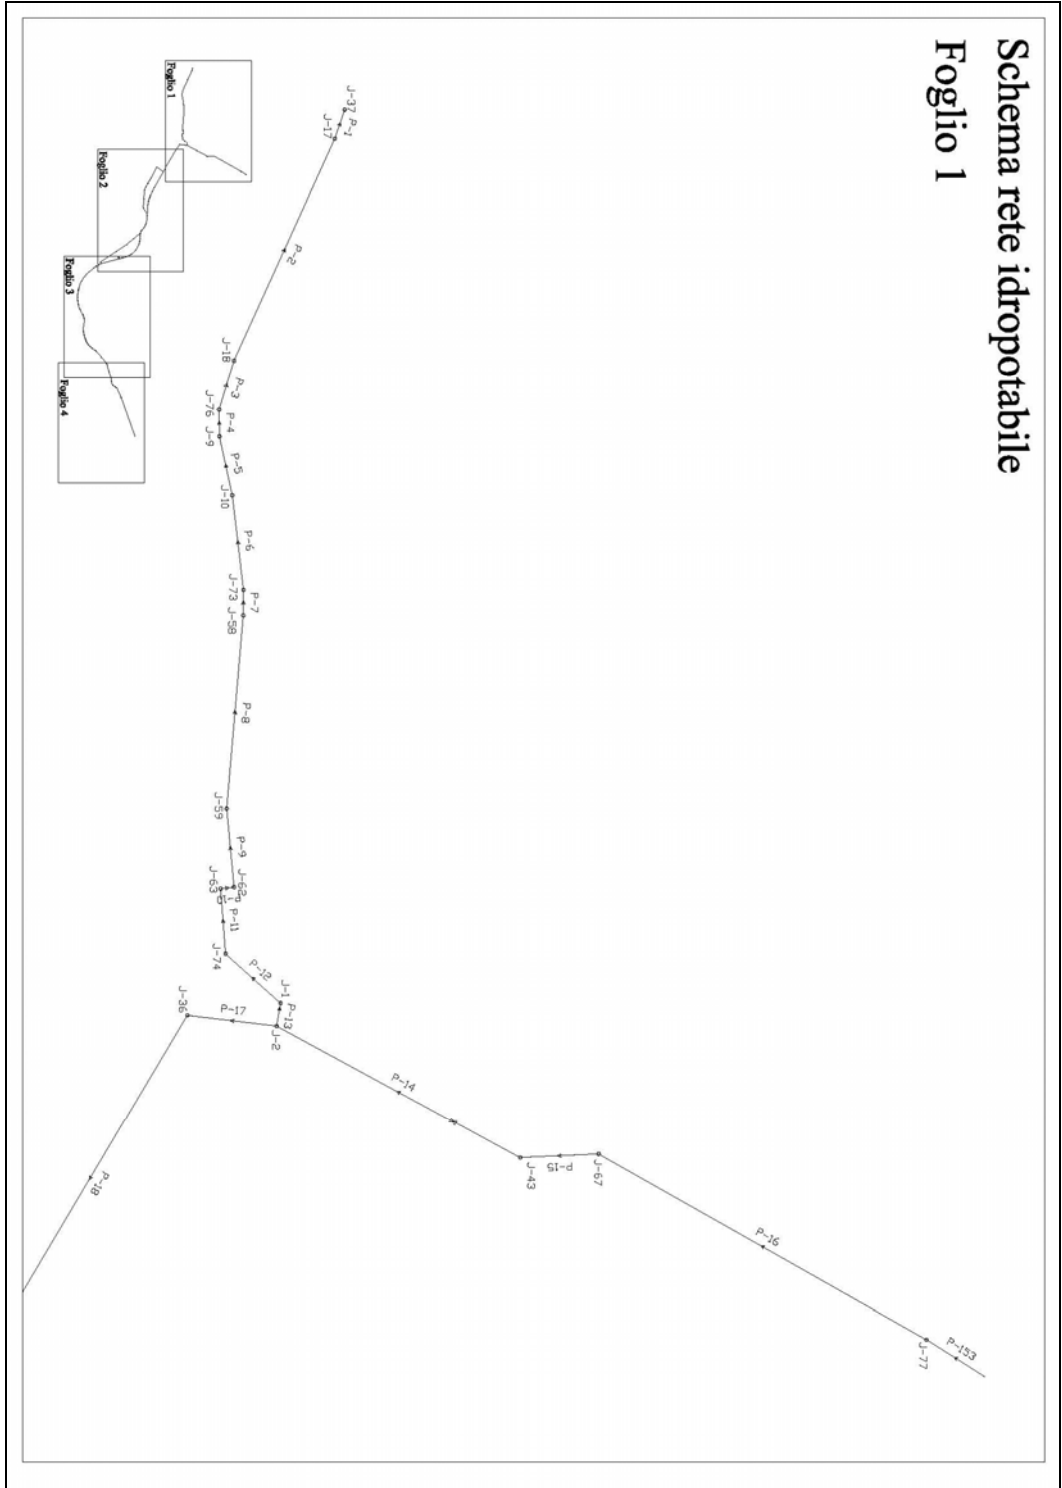 Schema rete idropotabile
Foglio 1
Foglio 1
Foglio 2
Foglio 3
Foglio 4
J-37
P-1
J-17
P-2
J-18
P-3
J-76
P-4
J-9
P-5
J-10
P-6
J-73
P-7
J-58
P-8
J-59
P-9
J-62
J-63
P-11
J-74
P-12
J-1
P-13
J-2
P-17
J-36
P-18
P-14
J-43
P-15
J-67
P-16
J-77
P-153